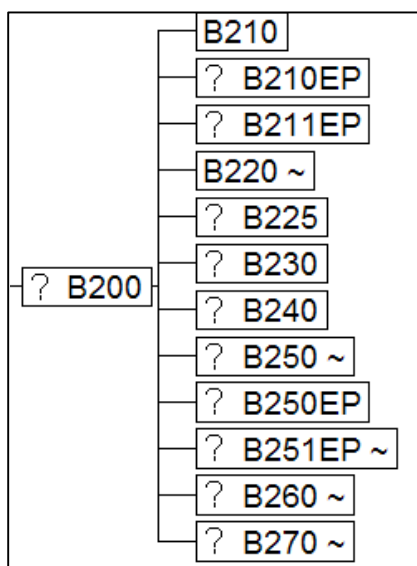 B210
? B210EP
? B211EP
B220 ~
? B225
? B230
? B200
? B240
? B250 ~
? B250EP
? B251EP ~
? B260 ~
? B270 ~